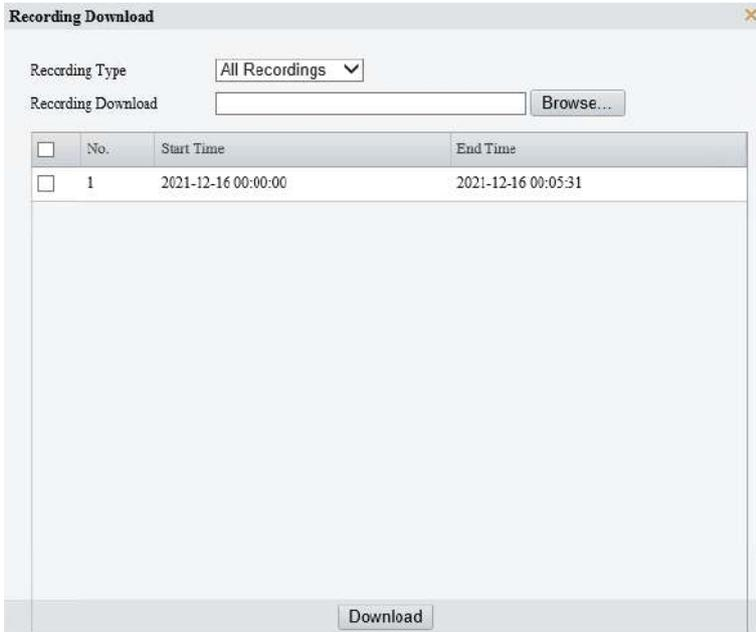 Recording Download
Recording Type All Recordings
Recording Download Browse...
No. Start Time End Time
1 2021-12-16 00:00:00 2021-12-16 00:05:31
Download